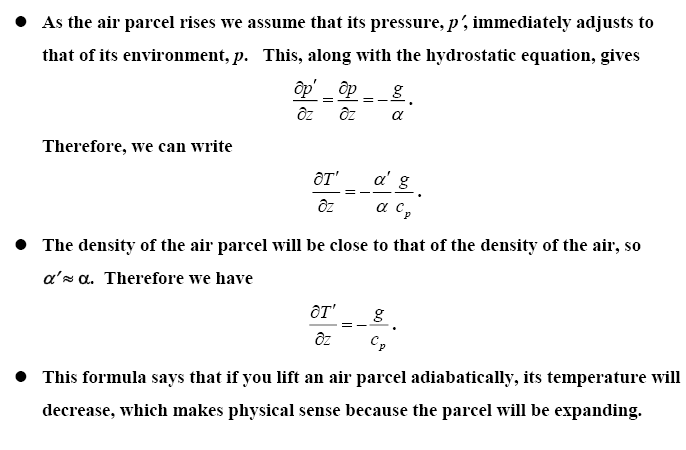 ● As the air parcel rises we assume that its pressure, p′, immediately adjusts to
that of its environment, p. This, along with the hydrostatic equation, gives
∂p′/∂z = ∂p/∂z = −g/α.
Therefore, we can write
∂T′/∂z = −(α′/α)(g/c_p).
● The density of the air parcel will be close to that of the density of the air, so
α′≈ α. Therefore we have
∂T′/∂z = −g/c_p.
● This formula says that if you lift an air parcel adiabatically, its temperature will
decrease, which makes physical sense because the parcel will be expanding.